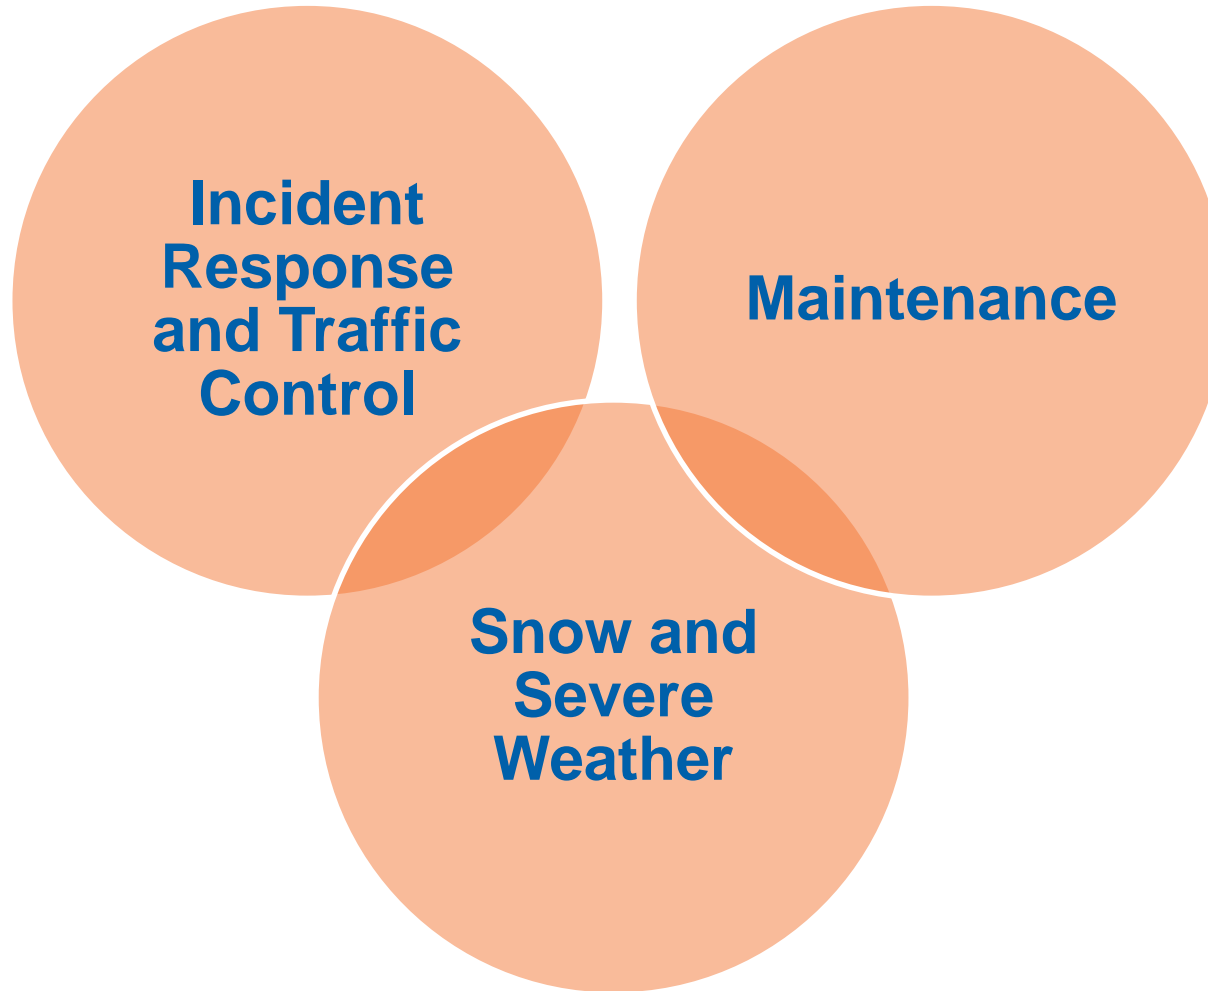 Incident
Response
and Traffic
Control
Maintenance
Snow and
Severe
Weather